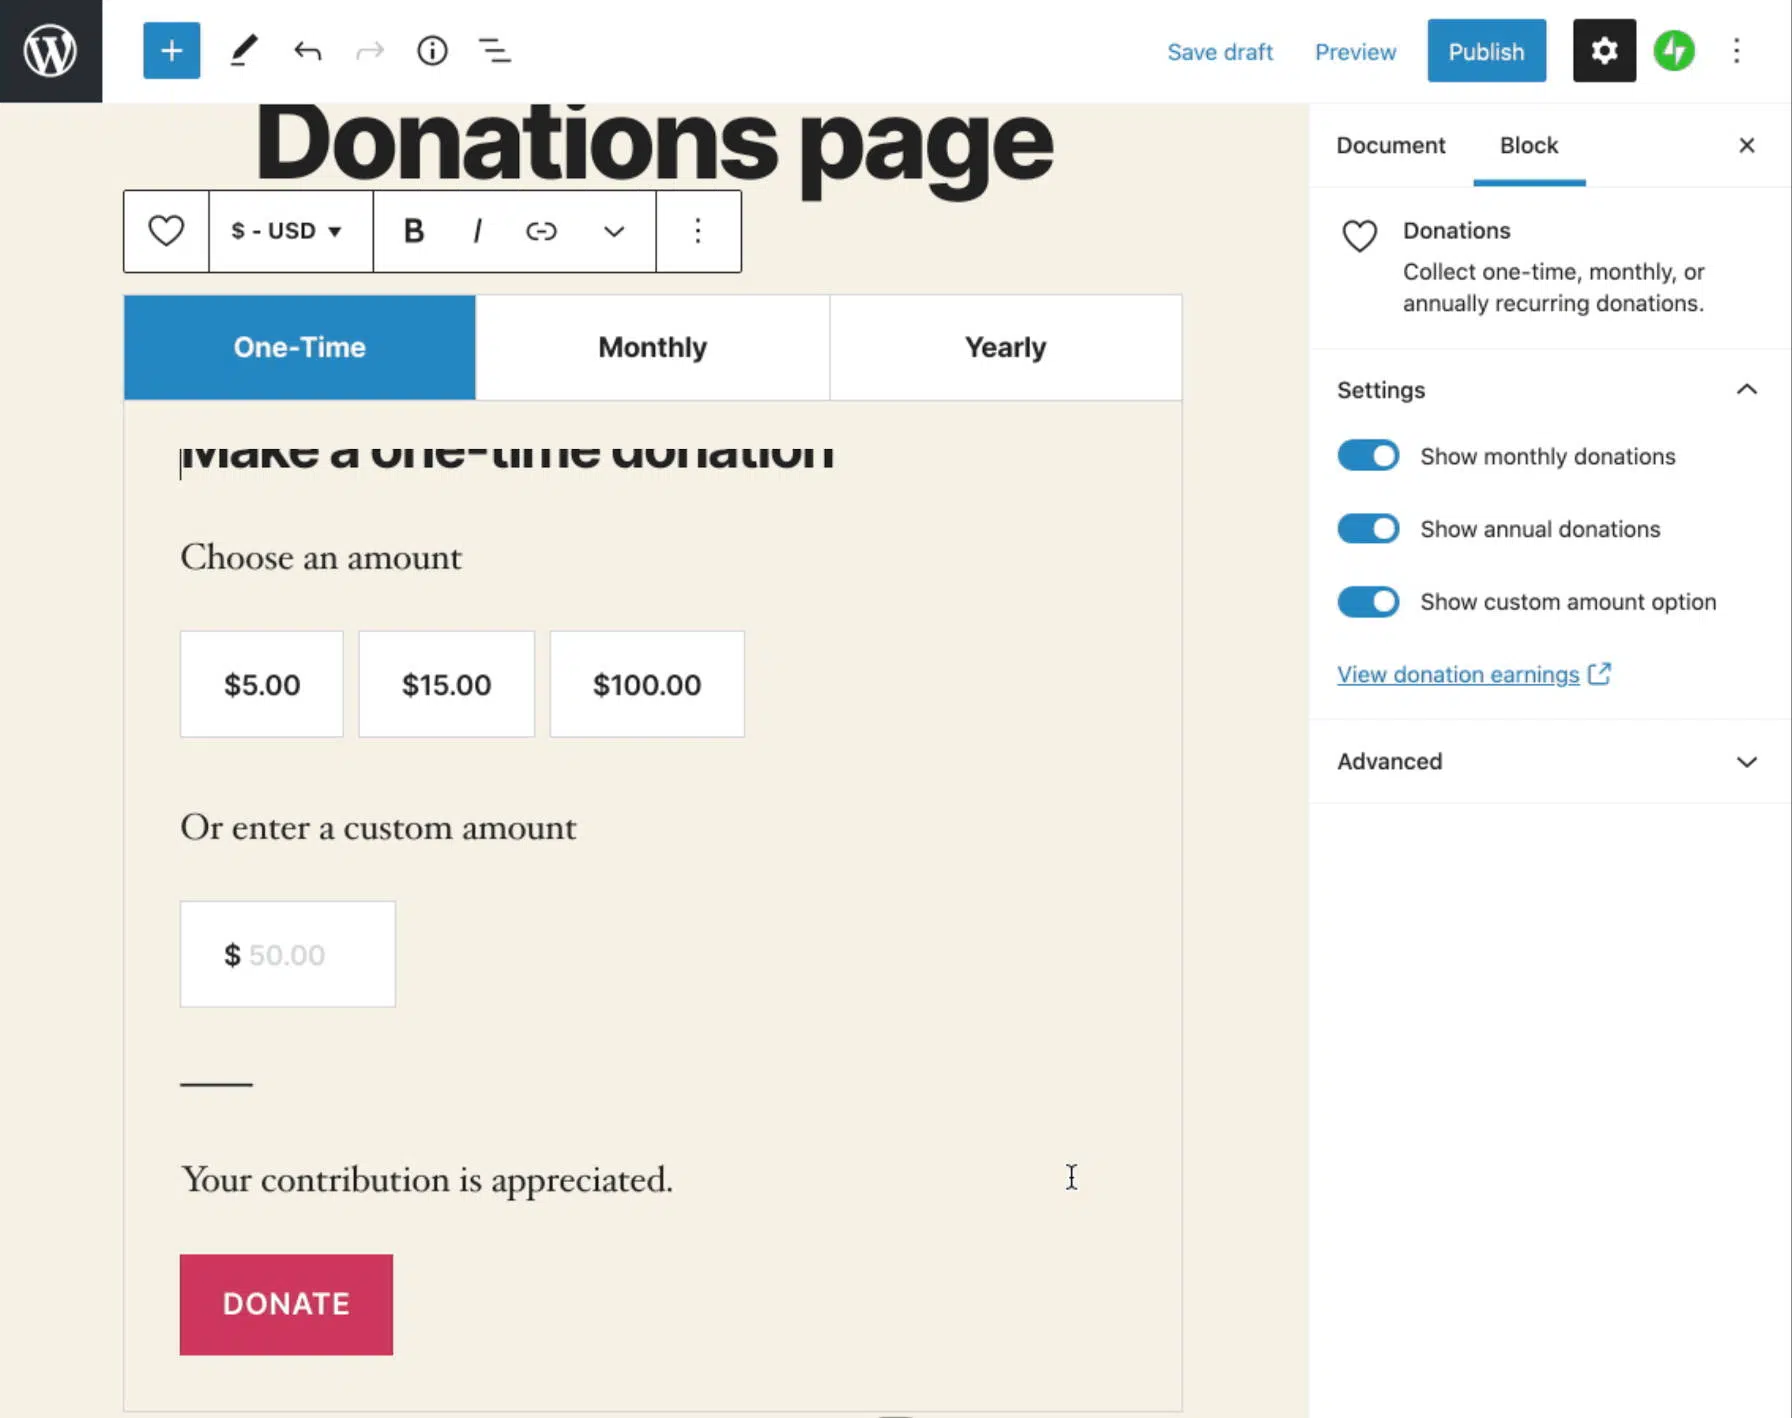 Save draft Preview Publish
Donations page
$ - USD B I
One-Time Monthly Yearly
Make a one-time donation
Choose an amount
$5.00 $15.00 $100.00
Or enter a custom amount
$ 50.00
Your contribution is appreciated.
DONATE
Document Block
Donations
Collect one-time, monthly, or
annually recurring donations.
Settings
Show monthly donations
Show annual donations
Show custom amount option
View donation earnings
Advanced